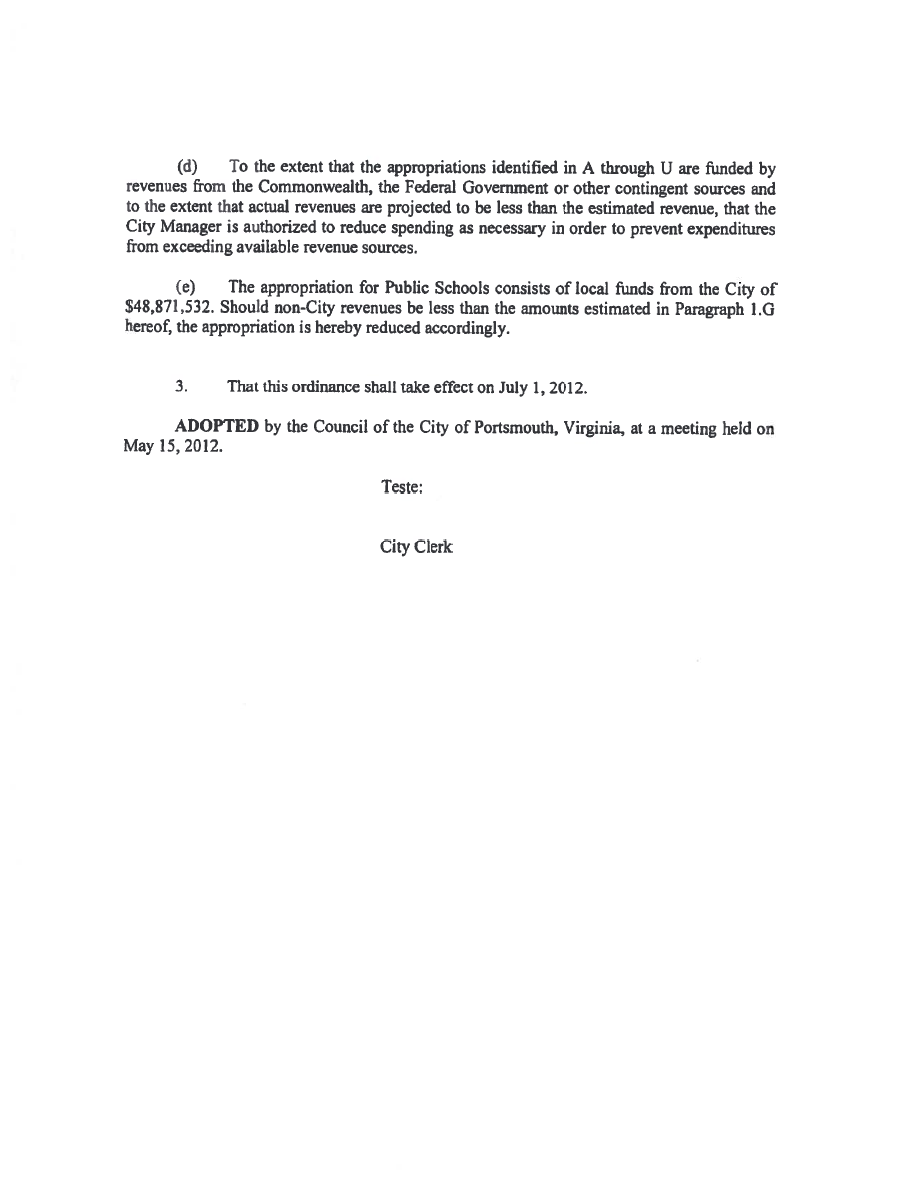 (d) To the extent that the appropriations identified in A through U are funded by
revenues from the Commonwealth, the Federal Government or other contingent sources and
to the extent that actual revenues are projected to be less than the estimated revenue, that the
City Manager is authorized to reduce spending as necessary in order to prevent expenditures
from exceeding available revenue sources.
(e) The appropriation for Public Schools consists of local funds from the City of
$48,871,532. Should non-City revenues be less than the amounts estimated in Paragraph 1.G
hereof, the appropriation is hereby reduced accordingly.
3. That this ordinance shall take effect on July 1, 2012.
ADOPTED by the Council of the City of Portsmouth, Virginia, at a meeting held on
May 15, 2012.
Teste:
City Clerk